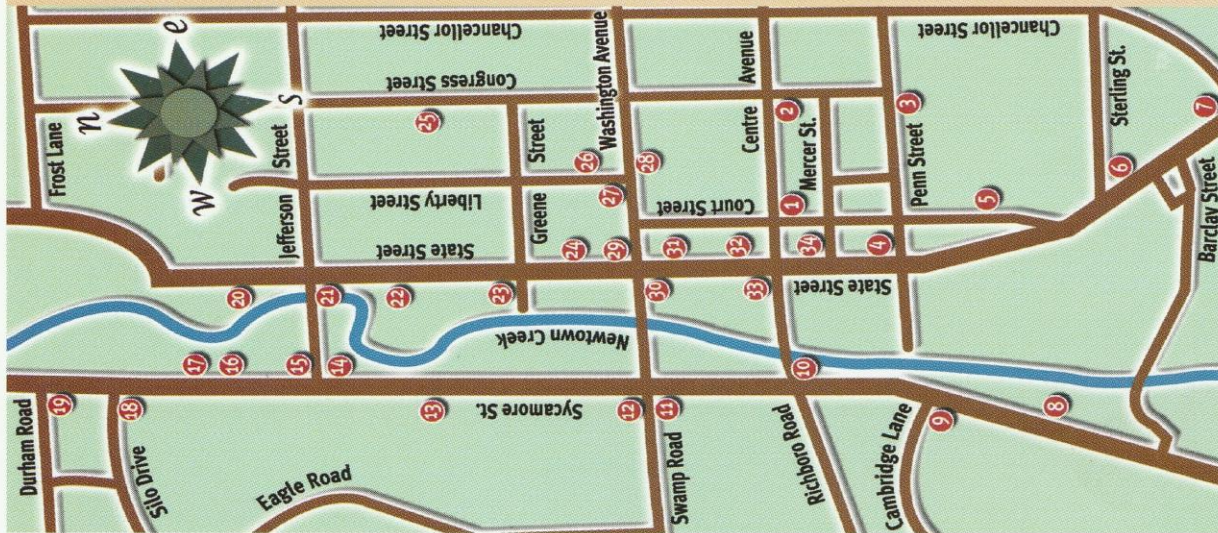 Chancellor Street
Chancellor Street
Congress Street
Washington Avenue
Centre
Avenue
Sterling St.
Frost Lane
n
e
s
w
Jefferson
Street
Liberty Street
Greene
Street
Court Street
Mercer St.
Penn Street
Barclay Street
State Street
State Street
Newtown Creek
Sycamore St.
Durham Road
Silo Drive
Eagle Road
Swamp Road
Richboro Road
Cambridge Lane
1
2
3
4
5
6
7
8
9
10
11
12
13
14
15
16
17
18
19
20
21
22
23
24
25
26
27
28
29
30
31
32
33
34